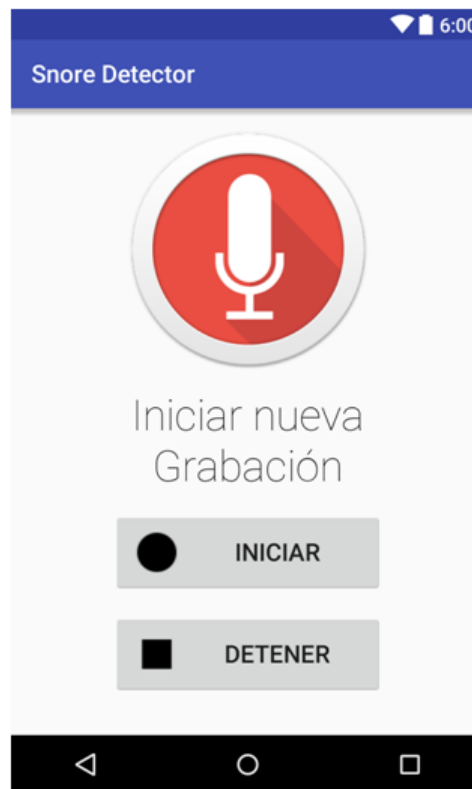 6:00
Snore Detector
Iniciar nueva
Grabación
INICIAR
DETENER